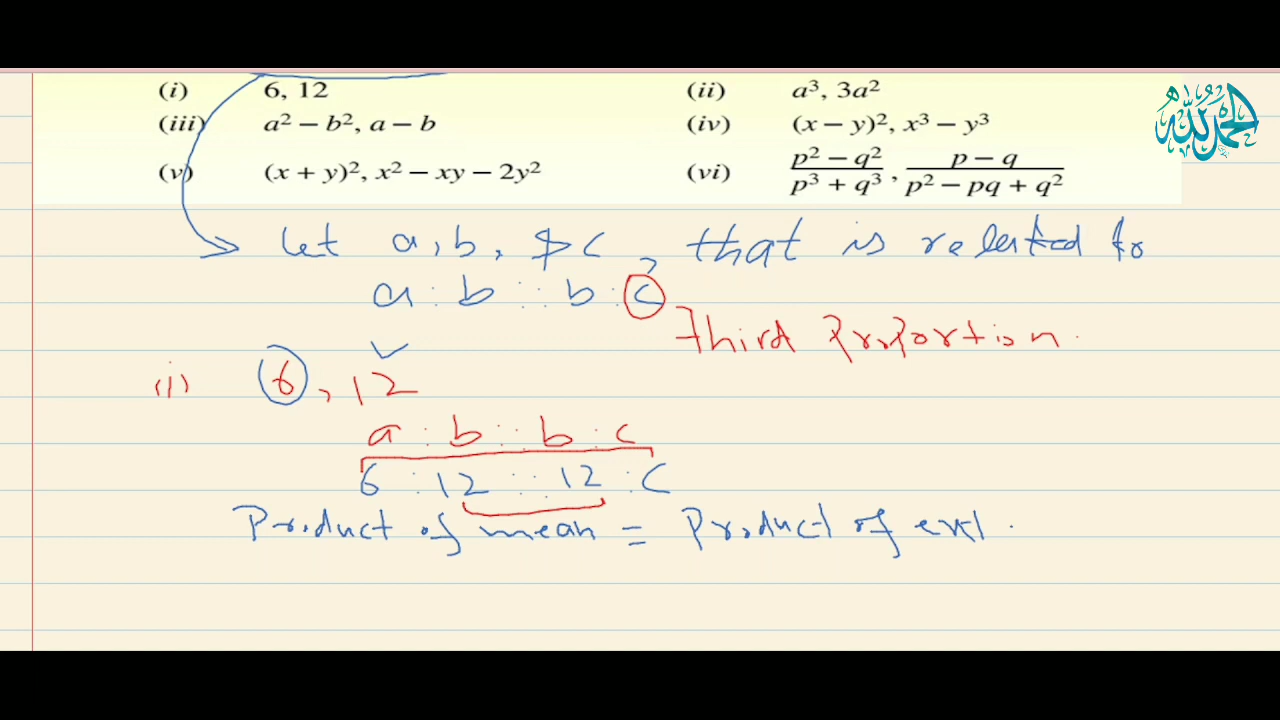 (i) 6, 12 (ii) a³, 3a²
(iii) a² − b², a − b (iv) (x − y)², x³ − y³
(v) (x + y)², x² − xy − 2y² (vi) p² − q² / p³ + q³ , p − q / p² − pq + q²
الحمد لله
Let a, b, & c, that is related to
a : b :: b : c
Third Proportion.
(i) 6, 12
a : b :: b : c
6 : 12 :: 12 : C
Product of mean = Product of ext.